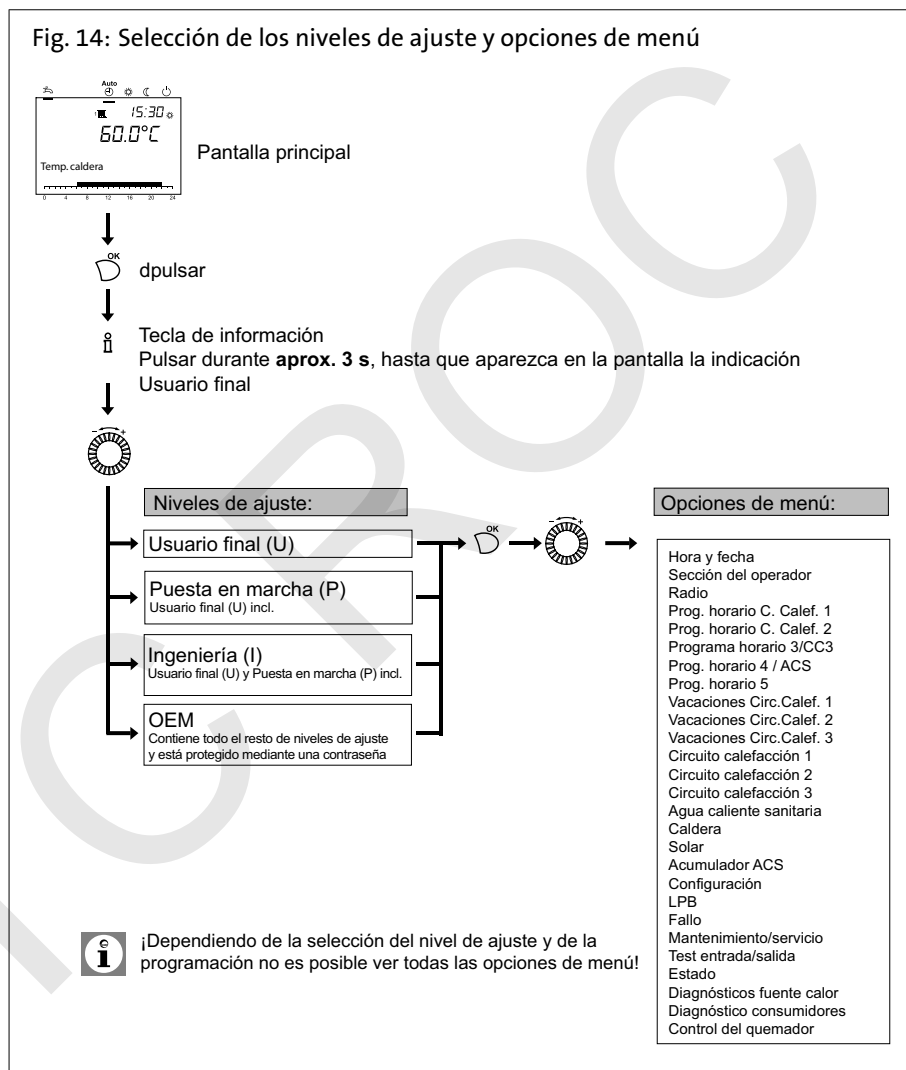 Fig. 14: Selección de los niveles de ajuste y opciones de menú
Auto
15:30
60.0°C
Temp. caldera
0 4 8 12 16 20 24
Pantalla principal
OK
dpulsar
Tecla de información
Pulsar durante aprox. 3 s, hasta que aparezca en la pantalla la indicación
Usuario final
- +
Niveles de ajuste:
Usuario final (U)
Puesta en marcha (P)
Usuario final (U) incl.
Ingeniería (I)
Usuario final (U) y Puesta en marcha (P) incl.
OEM
Contiene todo el resto de niveles de ajuste
y está protegido mediante una contraseña
OK
- +
Opciones de menú:
Hora y fecha
Sección del operador
Radio
Prog. horario C. Calef. 1
Prog. horario C. Calef. 2
Programa horario 3/CC3
Prog. horario 4 / ACS
Prog. horario 5
Vacaciones Circ.Calef. 1
Vacaciones Circ.Calef. 2
Vacaciones Circ.Calef. 3
Circuito calefacción 1
Circuito calefacción 2
Circuito calefacción 3
Agua caliente sanitaria
Caldera
Solar
Acumulador ACS
Configuración
LPB
Fallo
Mantenimiento/servicio
Test entrada/salida
Estado
Diagnósticos fuente calor
Diagnóstico consumidores
Control del quemador
¡Dependiendo de la selección del nivel de ajuste y de la
programación no es posible ver todas las opciones de menú!
IC ROC